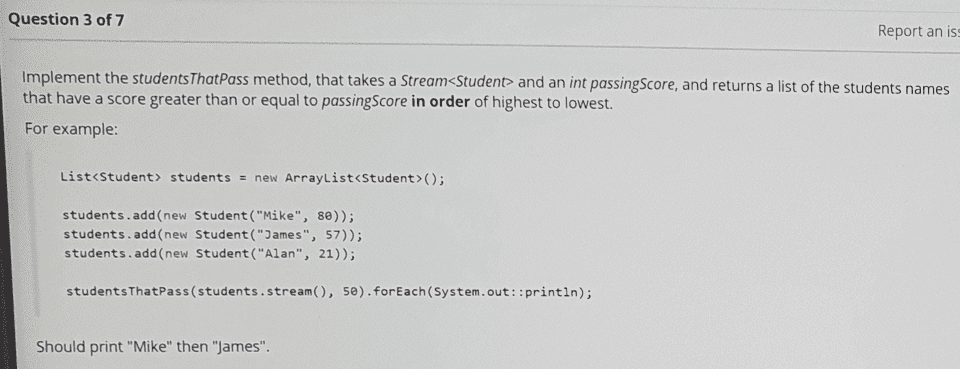 Question 3 of 7
Report an is
Implement the studentsThatPass method, that takes a Stream<Student> and an int passingScore, and returns a list of the students names
that have a score greater than or equal to passingScore in order of highest to lowest.
For example:
List<Student> students = new ArrayList<Student>();
students.add(new Student("Mike", 80));
students.add(new Student("James", 57));
students.add(new Student("Alan", 21));
studentsThatPass(students.stream(), 50).forEach(System.out::println);
Should print "Mike" then "James".